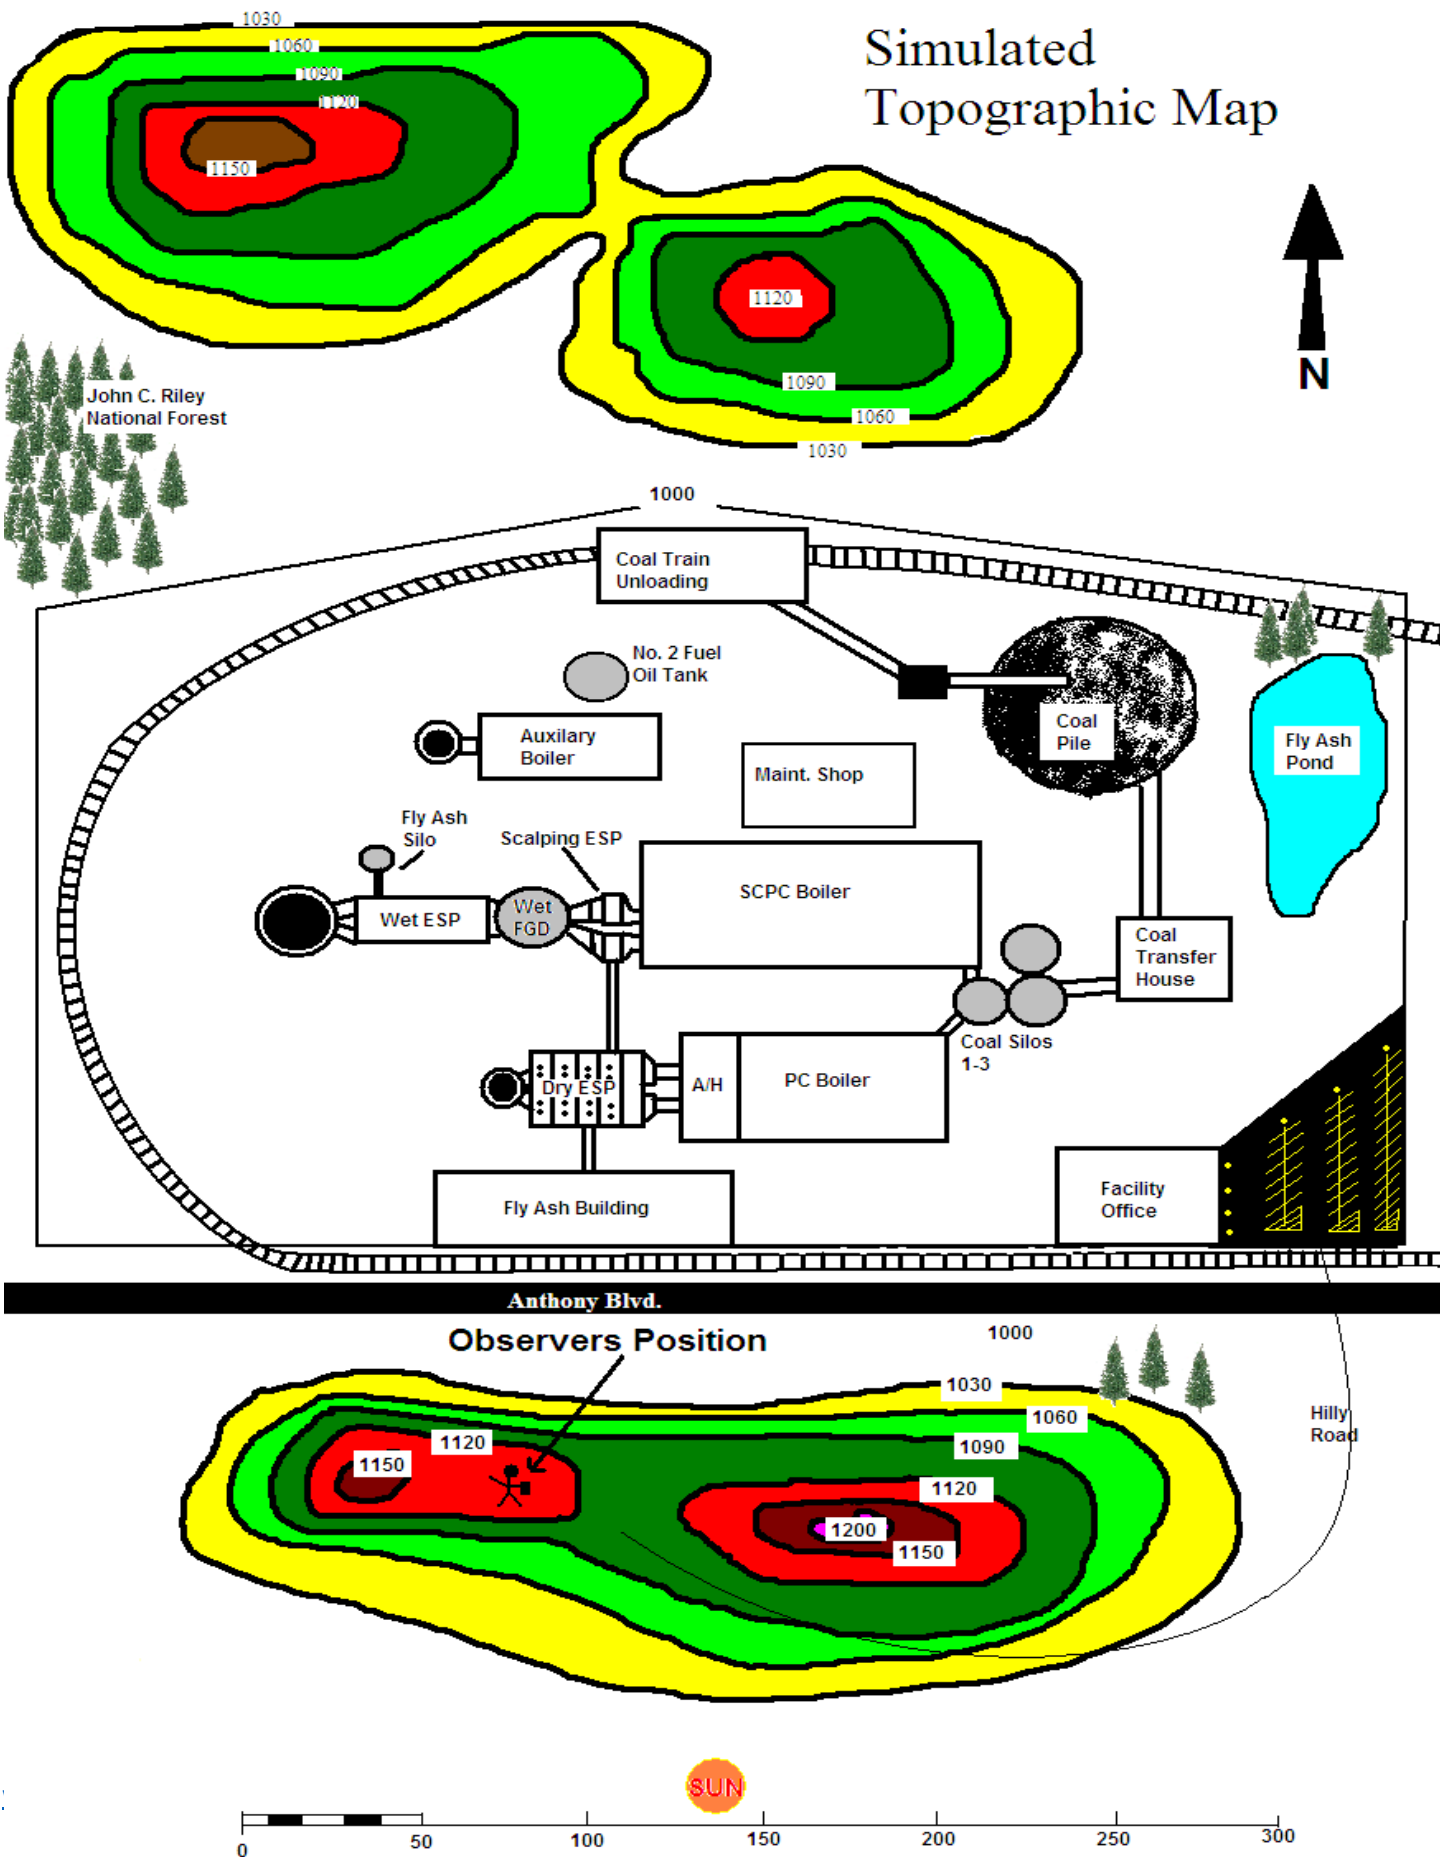 1030
1060
1090
1120
1150
Simulated
Topographic Map
1120
1090
1060
1030
N
John C. Riley
National Forest
1000
Coal Train
Unloading
No. 2 Fuel
Oil Tank
Auxilary
Boiler
Coal
Pile
Maint. Shop
Fly Ash
Pond
Fly Ash
Silo
Scalping ESP
SCPC Boiler
Wet ESP
Wet
FGD
Coal
Transfer
House
Coal Silos
1-3
Dry ESP
A/H
PC Boiler
Facility
Office
Fly Ash Building
Anthony Blvd.
Observers Position
1000
1030
1060
1090
1120
1150
1120
1200
1150
Hilly
Road
SUN
0
50
100
150
200
250
300